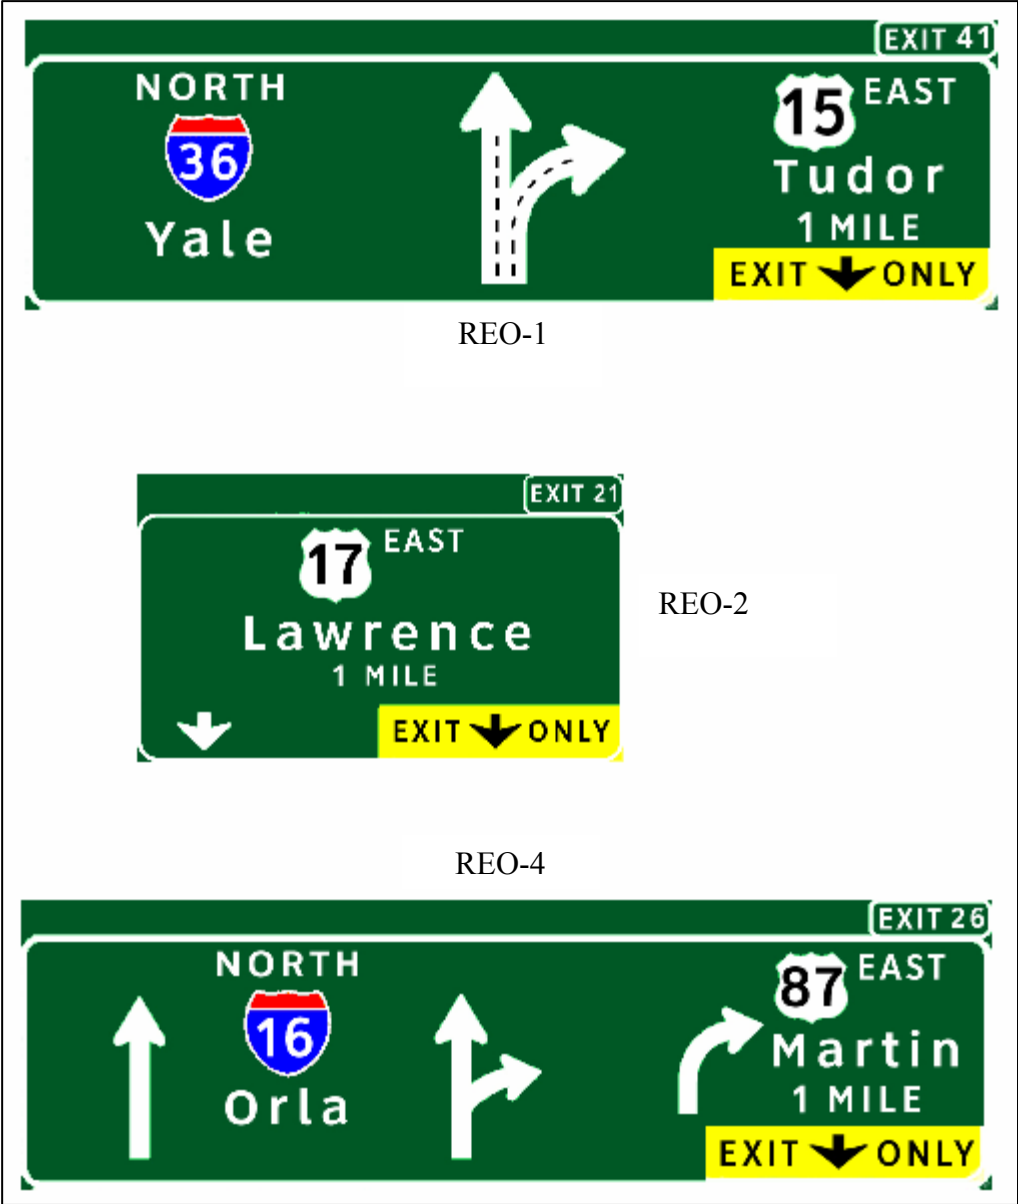 EXIT 41
NORTH
36
Yale
15 EAST
Tudor
1 MILE
EXIT ONLY
REO-1
EXIT 21
17 EAST
Lawrence
1 MILE
EXIT ONLY
REO-2
REO-4
EXIT 26
NORTH
16
Orla
87 EAST
Martin
1 MILE
EXIT ONLY